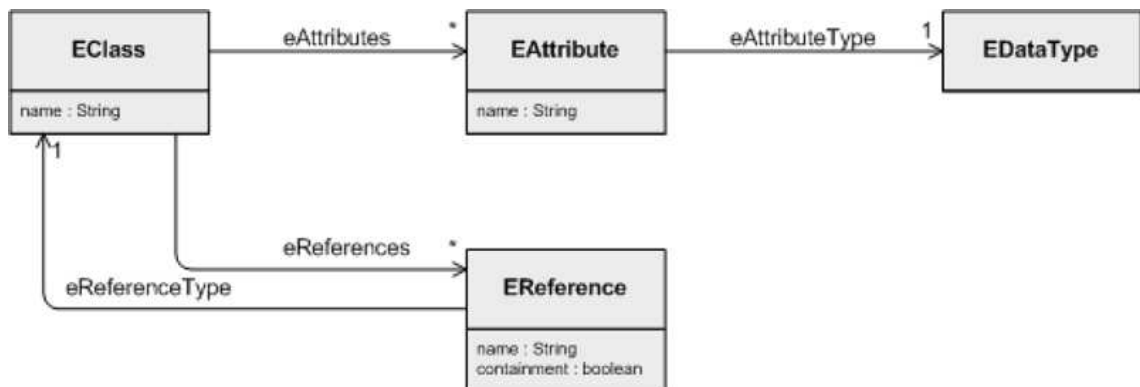 EClass
name : String
eAttributes
*
EAttribute
name : String
eAttributeType
1
EDataType
1
eReferences
*
eReferenceType
EReference
name : String
containment : boolean